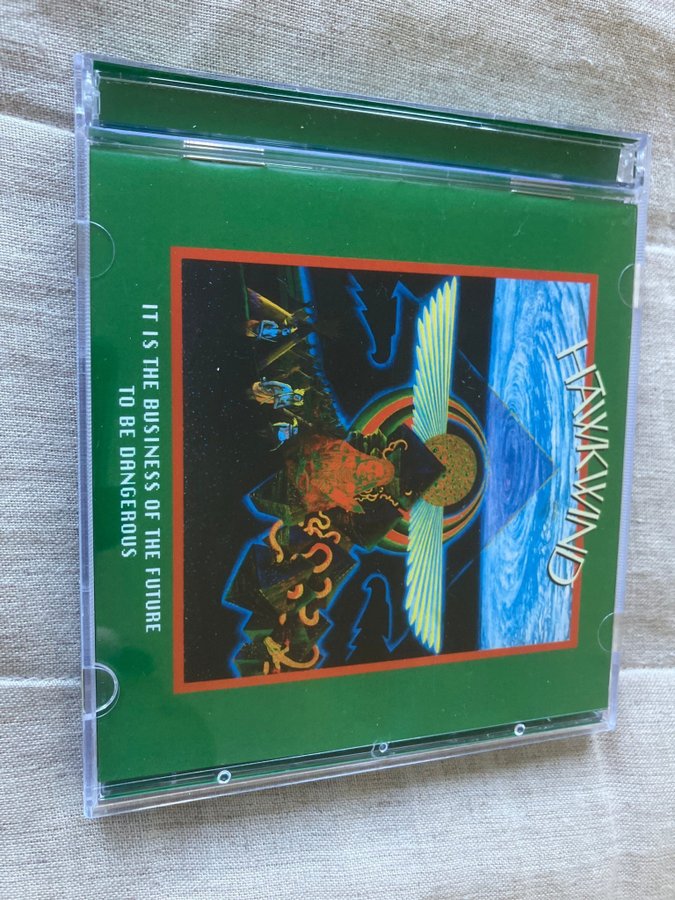 HAWKWIND
IT IS THE BUSINESS OF THE FUTURE
TO BE DANGEROUS